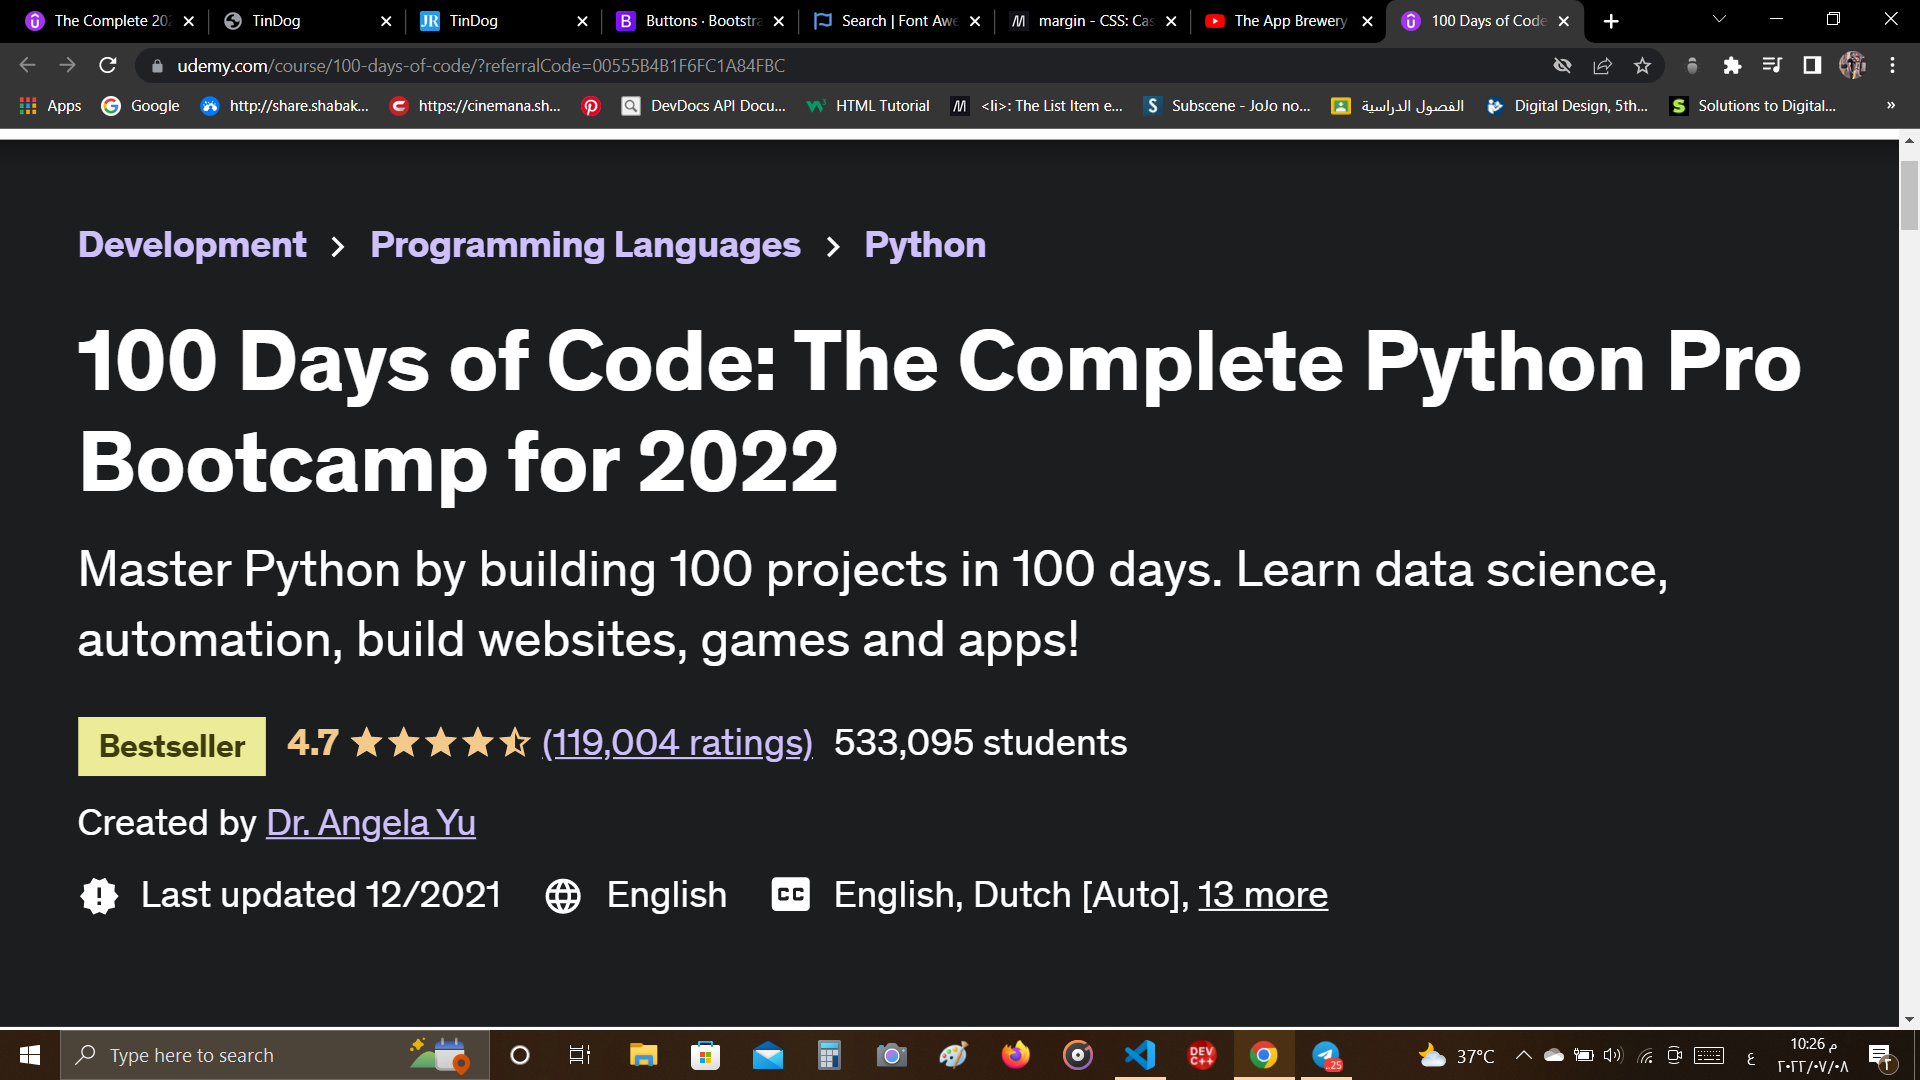 The Complete 202
TinDog
JR TinDog
B Buttons · Bootstra
Search | Font Awe
margin - CSS: Cas
The App Brewery
100 Days of Code
udemy.com/course/100-days-of-code/?referralCode=00555B4B1F6FC1A84FBC
Apps
Google
http://share.shabak...
https://cinemana.sh...
DevDocs API Docu...
HTML Tutorial
<li>: The List Item e...
Subscene - JoJo no...
الفصول الدراسية
Digital Design, 5th...
Solutions to Digital...
»
Development > Programming Languages > Python
100 Days of Code: The Complete Python Pro
Bootcamp for 2022
Master Python by building 100 projects in 100 days. Learn data science,
automation, build websites, games and apps!
Bestseller 4.7 (119,004 ratings) 533,095 students
Created by Dr. Angela Yu
Last updated 12/2021 English CC English, Dutch [Auto], 13 more
Type here to search
DEV C++
..25
37°C
ع
10:26 م
٢٠٢٢/٠٧/٠٨
٢